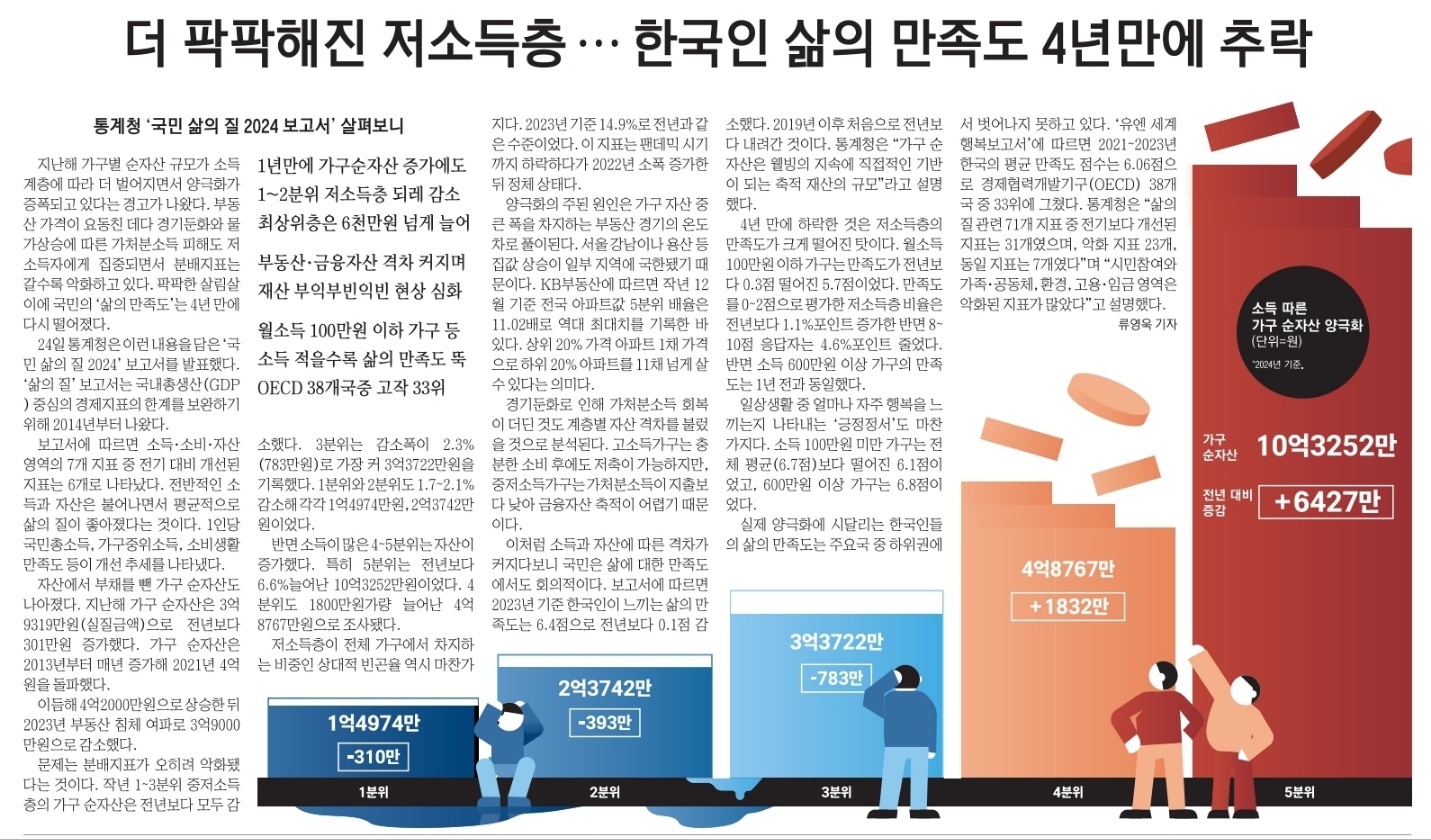 더 팍팍해진 저소득층… 한국인 삶의 만족도 4년만에 추락
통계청 ‘국민 삶의 질 2024 보고서’ 살펴보니
지난해 가구별 순자산 규모가 소득
계층에 따라 더 벌어지면서 양극화가
증폭되고 있다는 경고가 나왔다. 부동
산 가격이 요동친 데다 경기둔화와 물
가상승에 따른 가처분소득 피해도 저
소득자에게 집중되면서 분배지표는
갈수록 악화하고 있다. 팍팍한 살림살
이에 국민의 ‘삶의 만족도’는 4년 만에
다시 떨어졌다.
24일 통계청은 이런 내용을 담은 ‘국
민 삶의 질 2024’ 보고서를 발표했다.
‘삶의 질’ 보고서는 국내총생산(GDP
) 중심의 경제지표의 한계를 보완하기
위해 2014년부터 나왔다.
보고서에 따르면 소득·소비·자산
영역의 7개 지표 중 전기 대비 개선된
지표는 6개로 나타났다. 전반적인 소
득과 자산은 불어나면서 평균적으로
삶의 질이 좋아졌다는 것이다. 1인당
국민총소득, 가구중위소득, 소비생활
만족도 등이 개선 추세를 나타냈다.
자산에서 부채를 뺀 가구 순자산도
나아졌다. 지난해 가구 순자산은 3억
9319만원(실질금액)으로 전년보다
301만원 증가했다. 가구 순자산은
2013년부터 매년 증가해 2021년 4억
원을 돌파했다.
이듬해 4억2000만원으로 상승한 뒤
2023년 부동산 침체 여파로 3억9000
만원으로 감소했다.
문제는 분배지표가 오히려 악화됐
다는 것이다. 작년 1~3분위 중저소득
층의 가구 순자산은 전년보다 모두 감
1년만에 가구순자산 증가에도
1~2분위 저소득층 되레 감소
최상위층은 6천만원 넘게 늘어
부동산·금융자산 격차 커지며
재산 부익부빈익빈 현상 심화
월소득 100만원 이하 가구 등
소득 적을수록 삶의 만족도 뚝
OECD 38개국중 고작 33위
소했다. 3분위는 감소폭이 2.3%
(783만원)로 가장 커 3억3722만원을
기록했다. 1분위와 2분위도 1.7~2.1%
감소해 각각 1억4974만원, 2억3742만
원이었다.
반면 소득이 많은 4~5분위는 자산이
증가했다. 특히 5분위는 전년보다
6.6%늘어난 10억3252만원이었다. 4
분위도 1800만원가량 늘어난 4억
8767만원으로 조사됐다.
저소득층이 전체 가구에서 차지하
는 비중인 상대적 빈곤율 역시 마찬가
지다. 2023년 기준 14.9%로 전년과 같
은 수준이었다. 이 지표는 팬데믹 시기
까지 하락하다가 2022년 소폭 증가한
뒤 정체 상태다.
양극화의 주된 원인은 가구 자산 중
큰 폭을 차지하는 부동산 경기의 온도
차로 풀이된다. 서울 강남이나 용산 등
집값 상승이 일부 지역에 국한됐기 때
문이다. KB부동산에 따르면 작년 12
월 기준 전국 아파트값 5분위 배율은
11.02배로 역대 최대치를 기록한 바
있다. 상위 20% 가격 아파트 1채 가격
으로 하위 20% 아파트를 11채 넘게 살
수 있다는 의미다.
경기둔화로 인해 가처분소득 회복
이 더딘 것도 계층별 자산 격차를 불렸
을 것으로 분석된다. 고소득가구는 충
분한 소비 후에도 저축이 가능하지만,
중저소득가구는 가처분소득이 지출보
다 낮아 금융자산 축적이 어렵기 때문
이다.
이처럼 소득과 자산에 따른 격차가
커지다보니 국민은 삶에 대한 만족도
에서도 회의적이다. 보고서에 따르면
2023년 기준 한국인이 느끼는 삶의 만
족도는 6.4점으로 전년보다 0.1점 감
소했다. 2019년 이후 처음으로 전년보
다 내려간 것이다. 통계청은 “가구 순
자산은 웰빙의 지속에 직접적인 기반
이 되는 축적 재산의 규모”라고 설명
했다.
4년 만에 하락한 것은 저소득층의
만족도가 크게 떨어진 탓이다. 월소득
100만원 이하 가구는 만족도가 전년보
다 0.3점 떨어진 5.7점이었다. 만족도
를 0~2점으로 평가한 저소득층 비율은
전년보다 1.1%포인트 증가한 반면 8~
10점 응답자는 4.6%포인트 줄었다.
반면 소득 600만원 이상 가구의 만족
도는 1년 전과 동일했다.
일상생활 중 얼마나 자주 행복을 느
끼는지 나타내는 ‘긍정정서’도 마찬
가지다. 소득 100만원 미만 가구는 전
체 평균(6.7점)보다 떨어진 6.1점이
었고, 600만원 이상 가구는 6.8점이
었다.
실제 양극화에 시달리는 한국인들
의 삶의 만족도는 주요국 중 하위권에
서 벗어나지 못하고 있다. ‘유엔 세계
행복보고서’에 따르면 2021~2023년
한국의 평균 만족도 점수는 6.06점으
로 경제협력개발기구(OECD) 38개
국 중 33위에 그쳤다. 통계청은 “삶의
질 관련 71개 지표 중 전기보다 개선된
지표는 31개였으며, 악화 지표 23개,
동일 지표는 7개였다”며 “시민참여와
가족·공동체, 환경, 고용·임금 영역은
악화된 지표가 많았다”고 설명했다.
류영욱 기자
소득 따른
가구 순자산 양극화
(단위=원)
*2024년 기준.
가구
순자산
10억3252만
전년 대비
증감
+6427만
4억8767만
+1832만
3억3722만
-783만
2억3742만
-393만
1억4974만
-310만
1분위
2분위
3분위
4분위
5분위